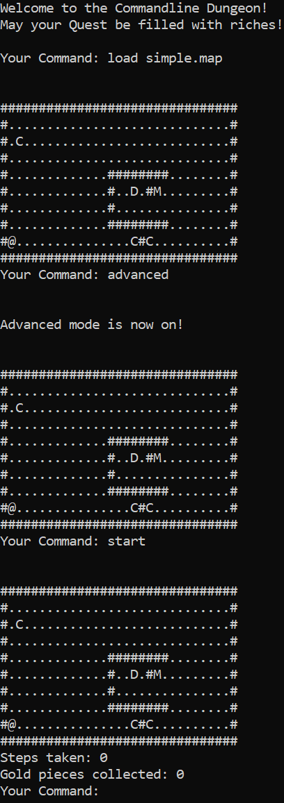 Welcome to the Commandline Dungeon!
May your Quest be filled with riches!
Your Command: load simple.map
###############################
#.............................#
#.C...........................#
#.............................#
#.............########........#
#.............#..D.#M.........#
#.............#...............#
#.............########........#
#@...............C#C..........#
###############################
Your Command: advanced
Advanced mode is now on!
###############################
#.............................#
#.C...........................#
#.............................#
#.............########........#
#.............#..D.#M.........#
#.............#...............#
#.............########........#
#@...............C#C..........#
###############################
Your Command: start
###############################
#.............................#
#.C...........................#
#.............................#
#.............########........#
#.............#..D.#M.........#
#.............#...............#
#.............########........#
#@...............C#C..........#
###############################
Steps taken: 0
Gold pieces collected: 0
Your Command: